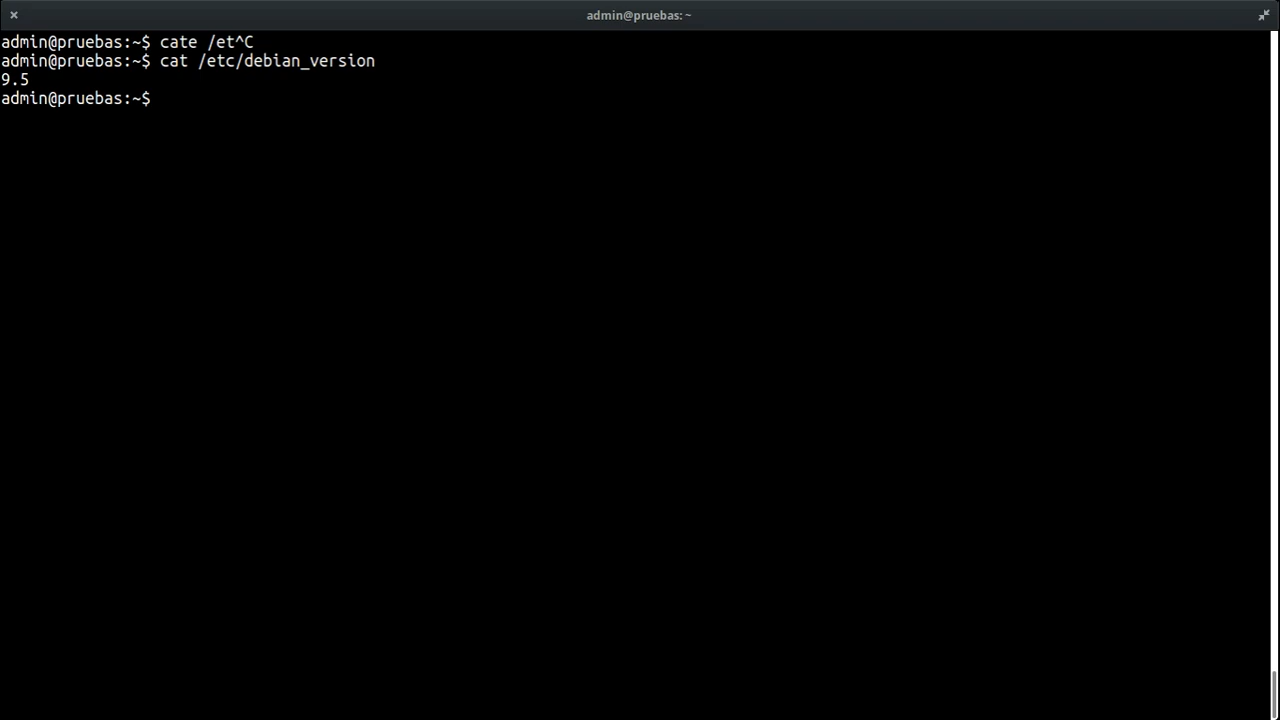 admin@pruebas: ~
admin@pruebas:~$ cate /et^C
admin@pruebas:~$ cat /etc/debian_version
9.5
admin@pruebas:~$